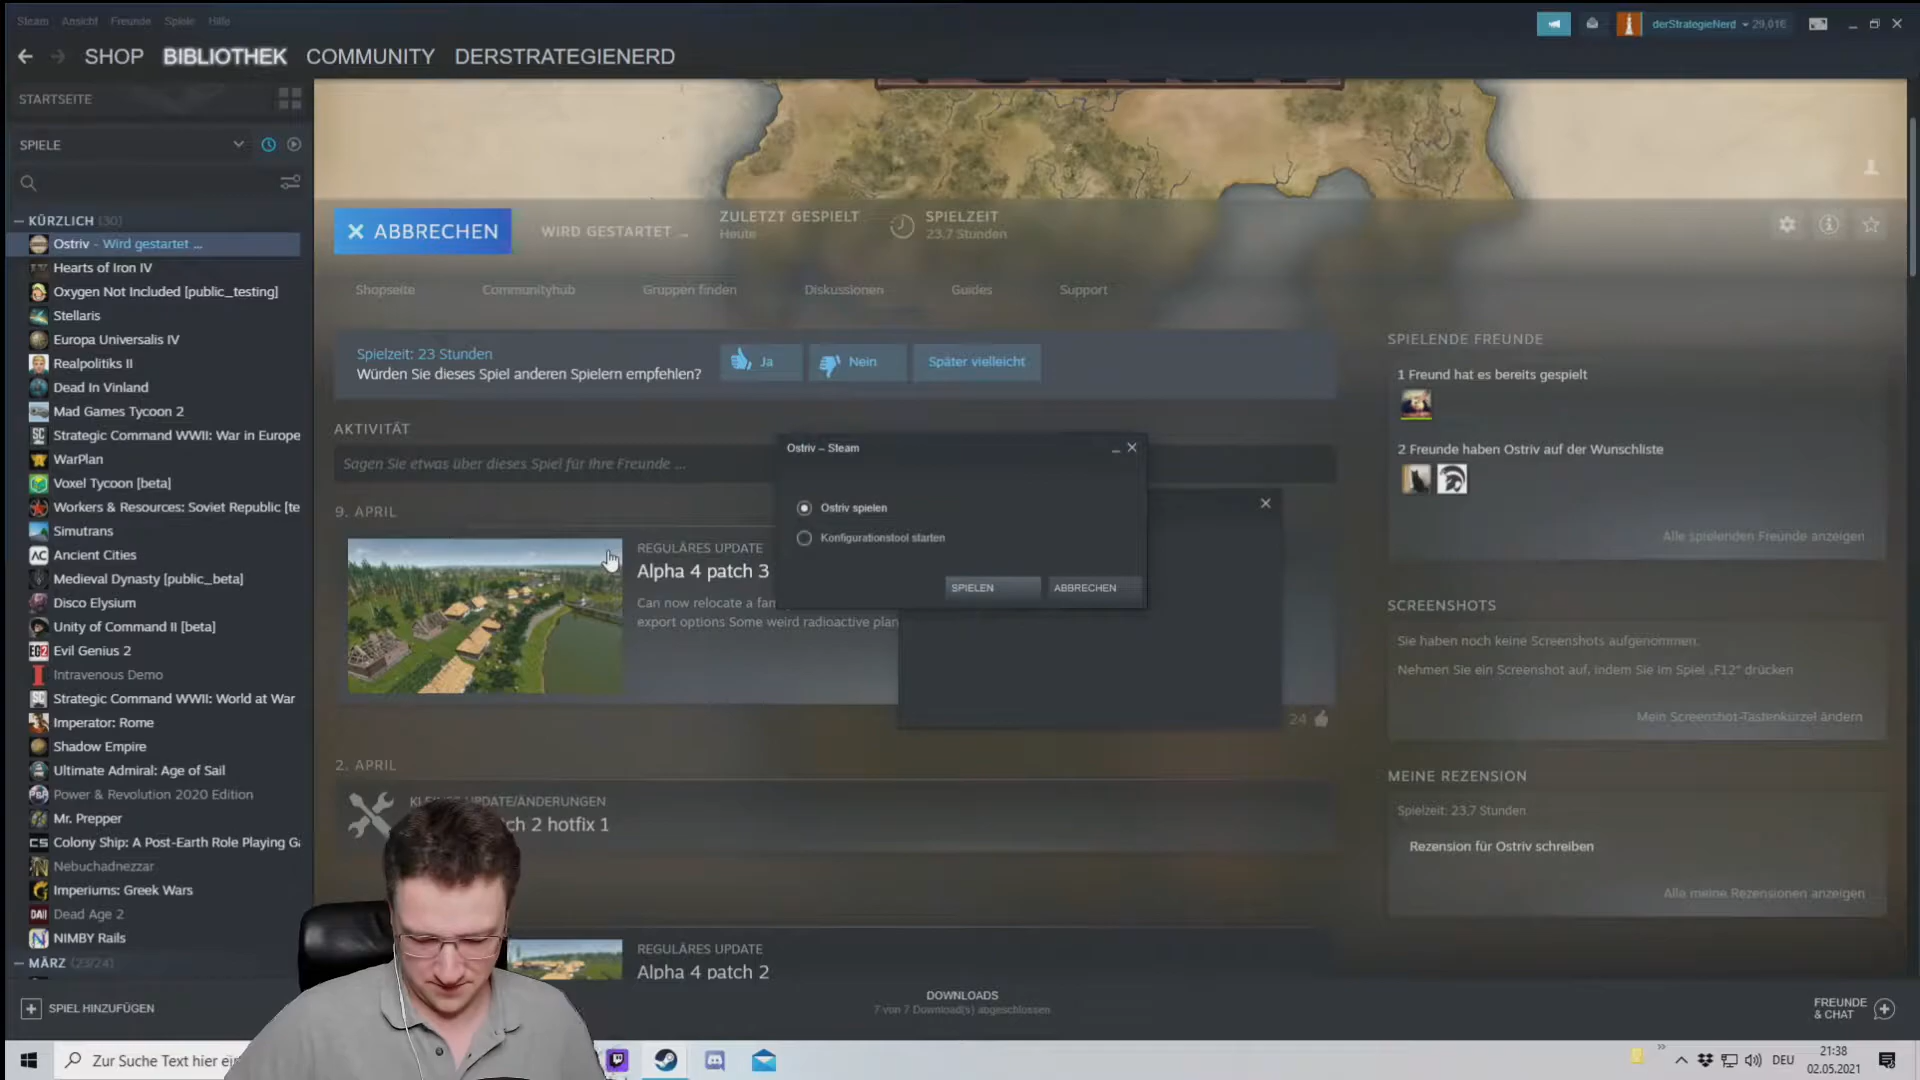 Steam Ansicht Freunde Spiele Hilfe
derStrategieNerd 29,01€
SHOP BIBLIOTHEK COMMUNITY DERSTRATEGIENERD
STARTSEITE
SPIELE
KÜRZLICH (30)
Ostriv - Wird gestartet ...
Hearts of Iron IV
Oxygen Not Included [public_testing]
Stellaris
Europa Universalis IV
Realpolitiks II
Dead In Vinland
Mad Games Tycoon 2
Strategic Command WWII: War in Europe
WarPlan
Voxel Tycoon [beta]
Workers & Resources: Soviet Republic [te
Simutrans
Ancient Cities
Medieval Dynasty [public_beta]
Disco Elysium
Unity of Command II [beta]
Evil Genius 2
Intravenous Demo
Strategic Command WWII: World at War
Imperator: Rome
Shadow Empire
Ultimate Admiral: Age of Sail
Power & Revolution 2020 Edition
Mr. Prepper
Colony Ship: A Post-Earth Role Playing Ga
Nebuchadnezzar
Imperiums: Greek Wars
Dead Age 2
NIMBY Rails
MÄRZ (23/24)
SPIEL HINZUFÜGEN
ABBRECHEN
WIRD GESTARTET ...
ZULETZT GESPIELT
Heute
SPIELZEIT
23,7 Stunden
Shopseite Communityhub Gruppen finden Diskussionen Guides Support
Spielzeit: 23 Stunden
Würden Sie dieses Spiel anderen Spielern empfehlen?
Ja Nein Später vielleicht
AKTIVITÄT
Sagen Sie etwas über dieses Spiel für Ihre Freunde ...
9. APRIL
REGULÄRES UPDATE
Alpha 4 patch 3
Can now relocate a fam
export options Some weird radioactive plan
24
Ostriv – Steam
Ostriv spielen
Konfigurationstool starten
SPIELEN ABBRECHEN
2. APRIL
KLEINES UPDATE/ÄNDERUNGEN
ch 2 hotfix 1
REGULÄRES UPDATE
Alpha 4 patch 2
SPIELENDE FREUNDE
1 Freund hat es bereits gespielt
2 Freunde haben Ostriv auf der Wunschliste
Alle spielenden Freunde anzeigen
SCREENSHOTS
Sie haben noch keine Screenshots aufgenommen.
Nehmen Sie ein Screenshot auf, indem Sie im Spiel „F12" drücken
Mein Screenshot-Tastenkürzel ändern
MEINE REZENSION
Spielzeit: 23,7 Stunden
Rezension für Ostriv schreiben
Alle meine Rezensionen anzeigen
DOWNLOADS
7 von 7 Download(s) abgeschlossen
FREUNDE
& CHAT
Zur Suche Text hier ein
DEU
21:38
02.05.2021